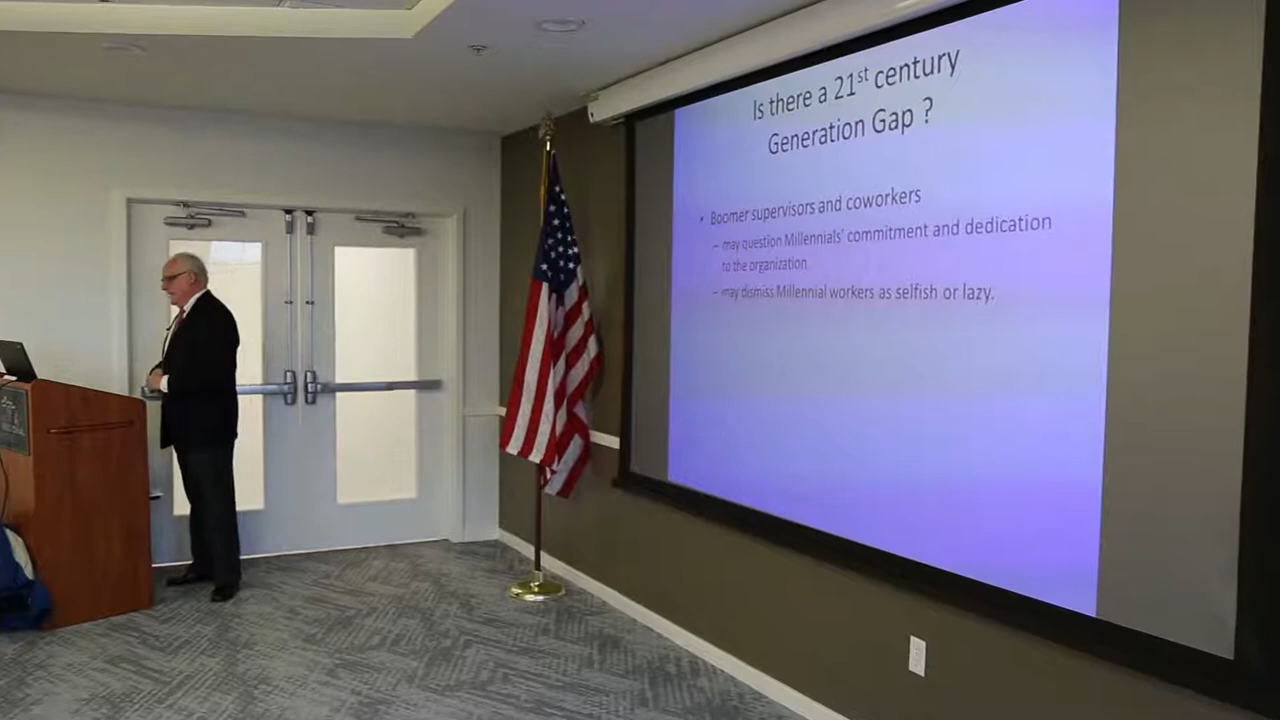 Is there a 21st century
Generation Gap ?
• Boomer supervisors and coworkers
– may question Millennials' commitment and dedication
to the organization
– may dismiss Millennial workers as selfish or lazy.